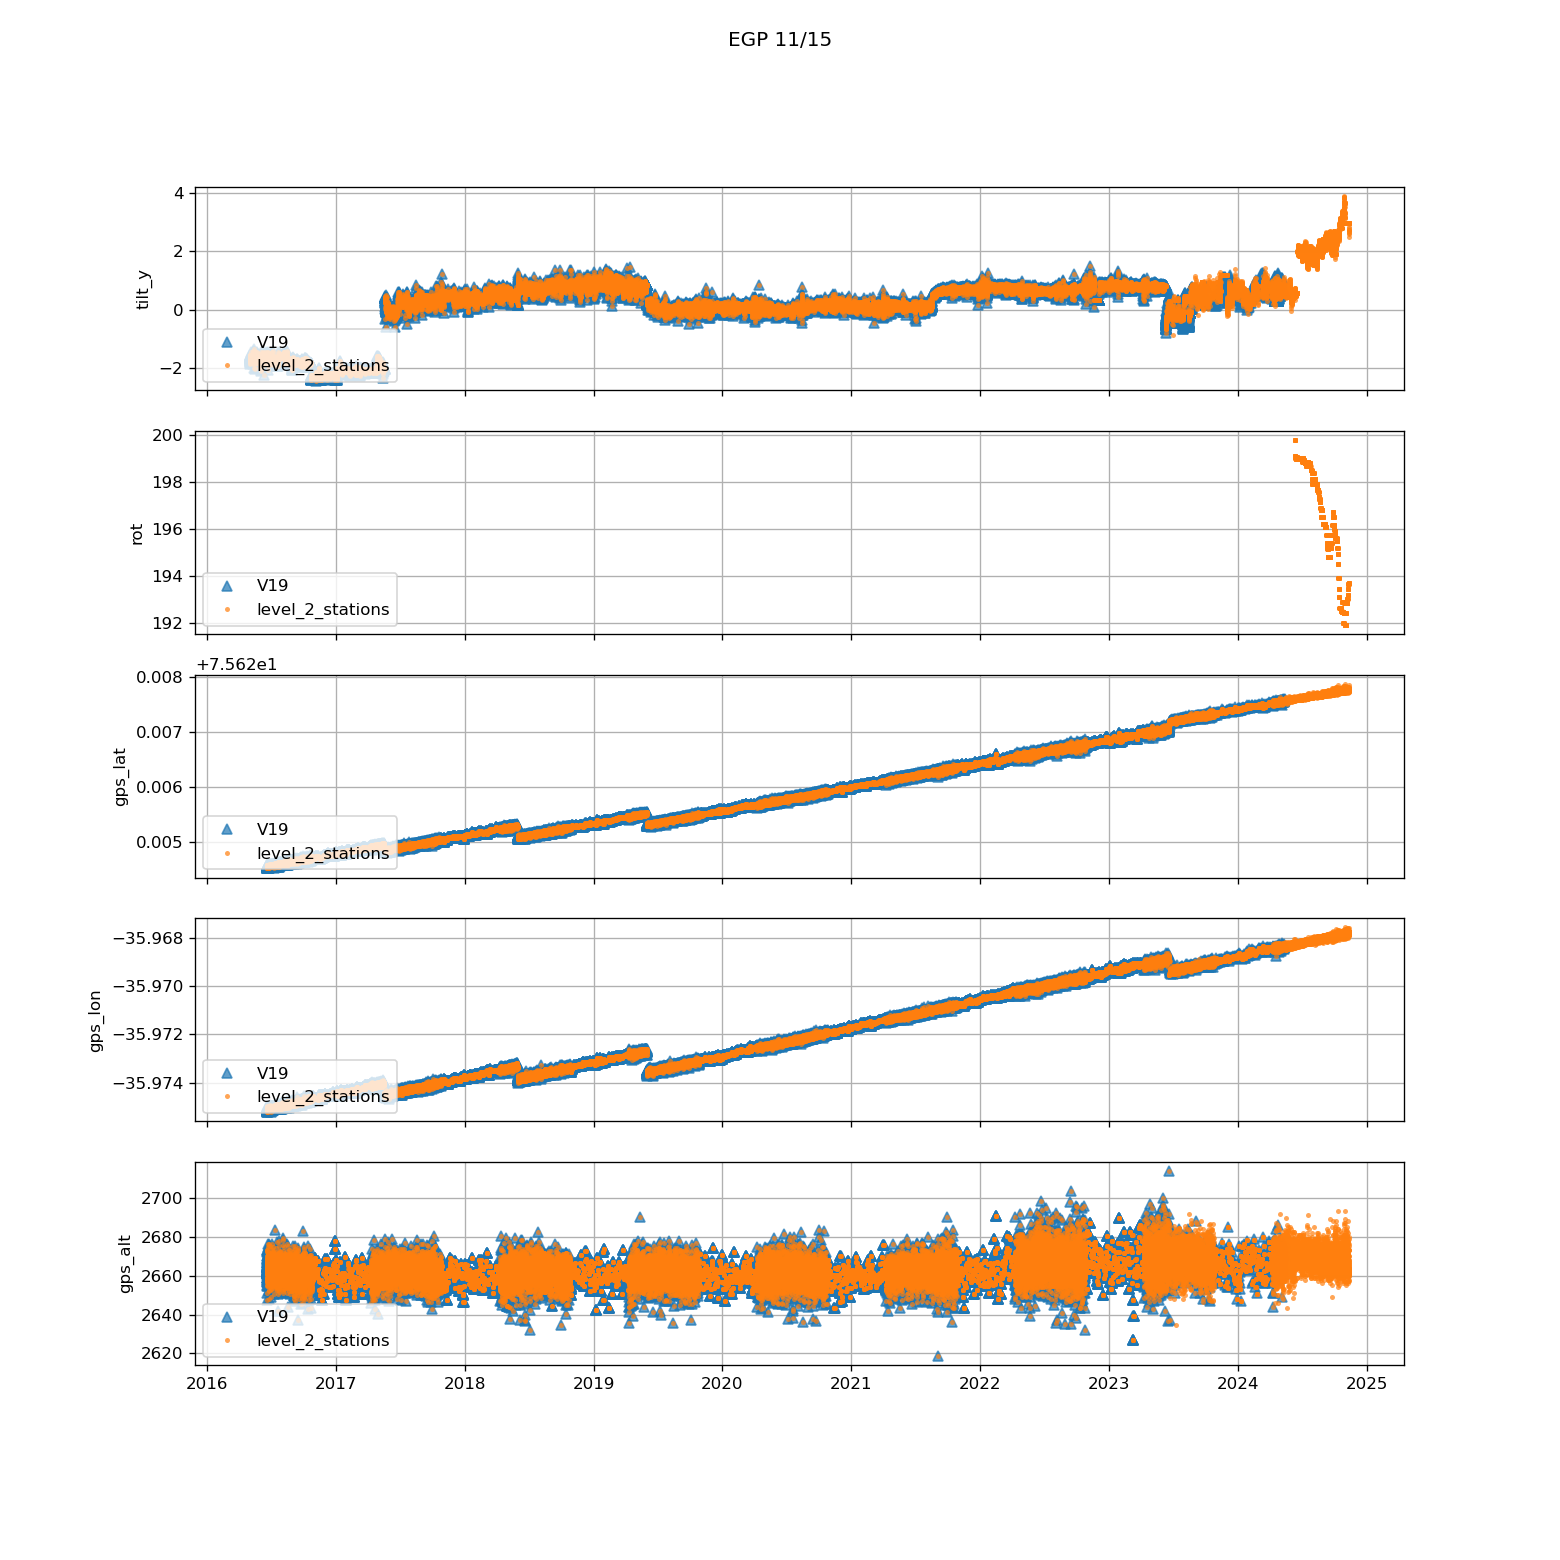 EGP 11/15
4
2
0
−2
tilt_y
V19
level_2_stations
200
198
196
194
192
rot
V19
level_2_stations
+7.562e1
0.008
0.007
0.006
0.005
gps_lat
V19
level_2_stations
−35.968
−35.970
−35.972
−35.974
gps_lon
V19
level_2_stations
2700
2680
2660
2640
2620
gps_alt
V19
level_2_stations
2016 2017 2018 2019 2020 2021 2022 2023 2024 2025